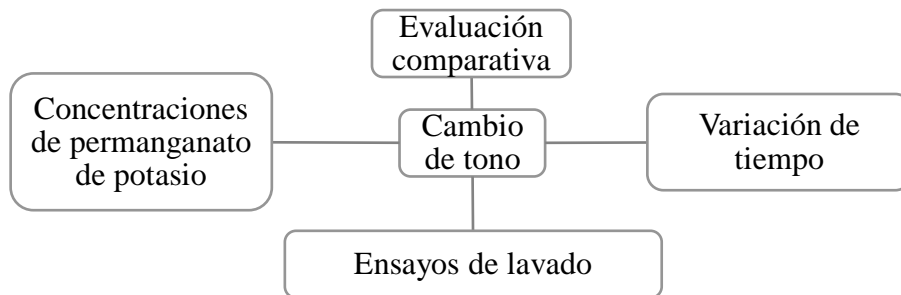 Evaluación
comparativa
Concentraciones
de permanganato
de potasio
Cambio
de tono
Variación de
tiempo
Ensayos de lavado